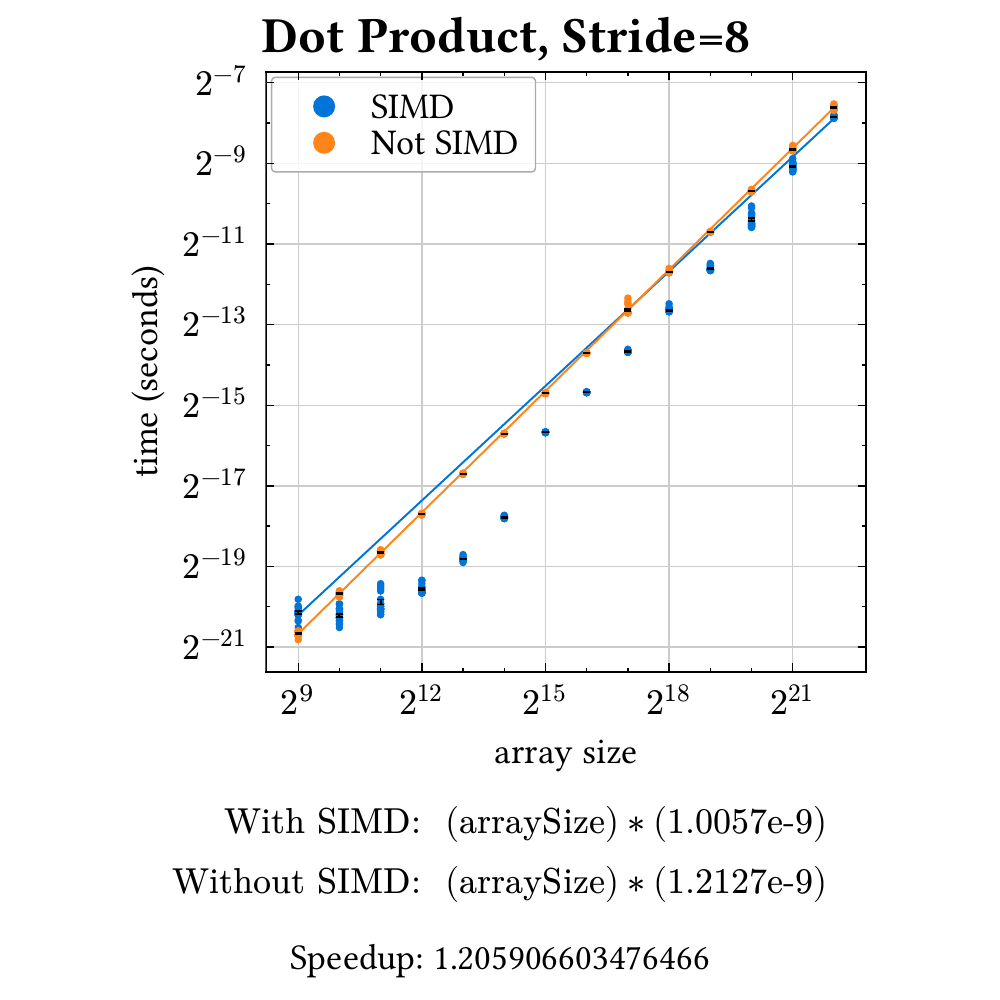 Dot Product, Stride=8
SIMD
Not SIMD
2^−7
2^−9
2^−11
2^−13
2^−15
2^−17
2^−19
2^−21
time (seconds)
2^9 2^12 2^15 2^18 2^21
array size
With SIMD: (arraySize) ∗ (1.0057e-9)
Without SIMD: (arraySize) ∗ (1.2127e-9)
Speedup: 1.205906603476466